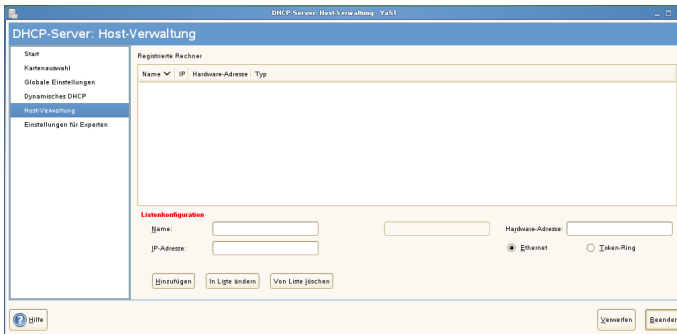 DHCP-Server: Host-Verwaltung - YaST
DHCP-Server: Host-Verwaltung
Start
Kartenauswahl
Globale Einstellungen
Dynamisches DHCP
Host-Verwaltung
Einstellungen für Experten
Registrierte Rechner
Name IP Hardware-Adresse Typ
Listenkonfiguration
Name:
Hardware-Adresse:
IP-Adresse:
Ethernet Token-Ring
Hinzufügen In Liste ändern Von Liste löschen
Hilfe Verwerfen Beenden